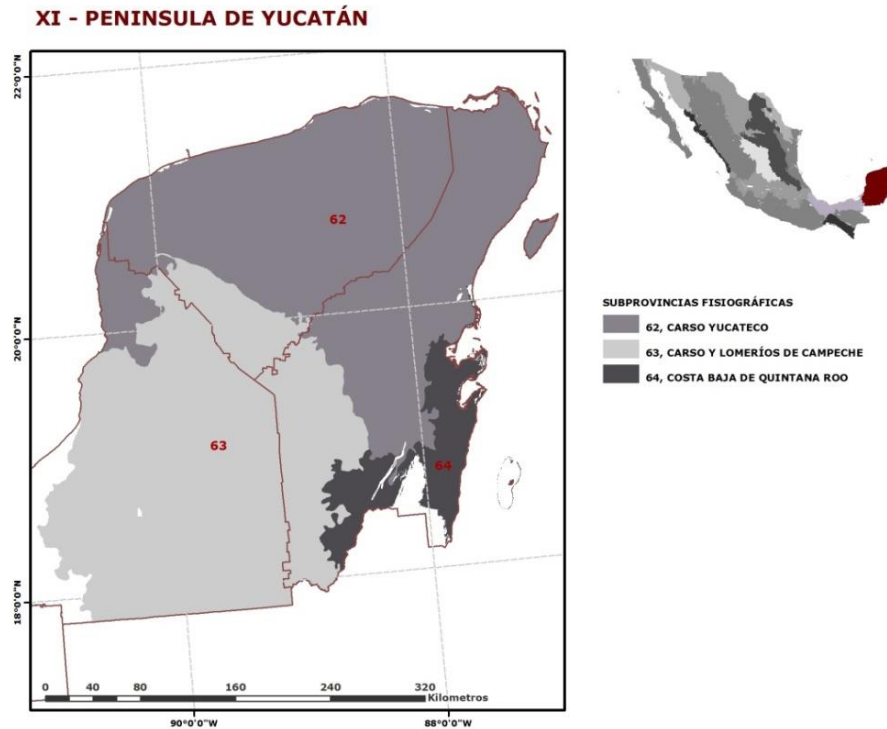 XI - PENINSULA DE YUCATÁN
22°0'0"N
20°0'0"N
18°0'0"N
62
63
64
0 40 80 160 240 320
Kilometros
90°0'0"W
88°0'0"W
SUBPROVINCIAS FISIOGRÁFICAS
62, CARSO YUCATECO
63, CARSO Y LOMERÍOS DE CAMPECHE
64, COSTA BAJA DE QUINTANA ROO